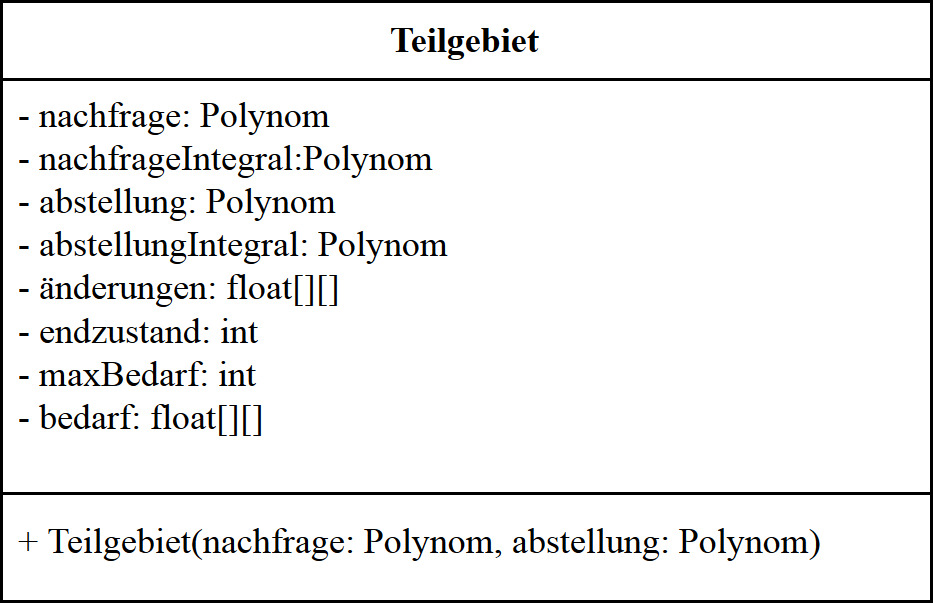 Teilgebiet
- nachfrage: Polynom
- nachfrageIntegral:Polynom
- abstellung: Polynom
- abstellungIntegral: Polynom
- änderungen: float[][]
- endzustand: int
- maxBedarf: int
- bedarf: float[][]
+ Teilgebiet(nachfrage: Polynom, abstellung: Polynom)